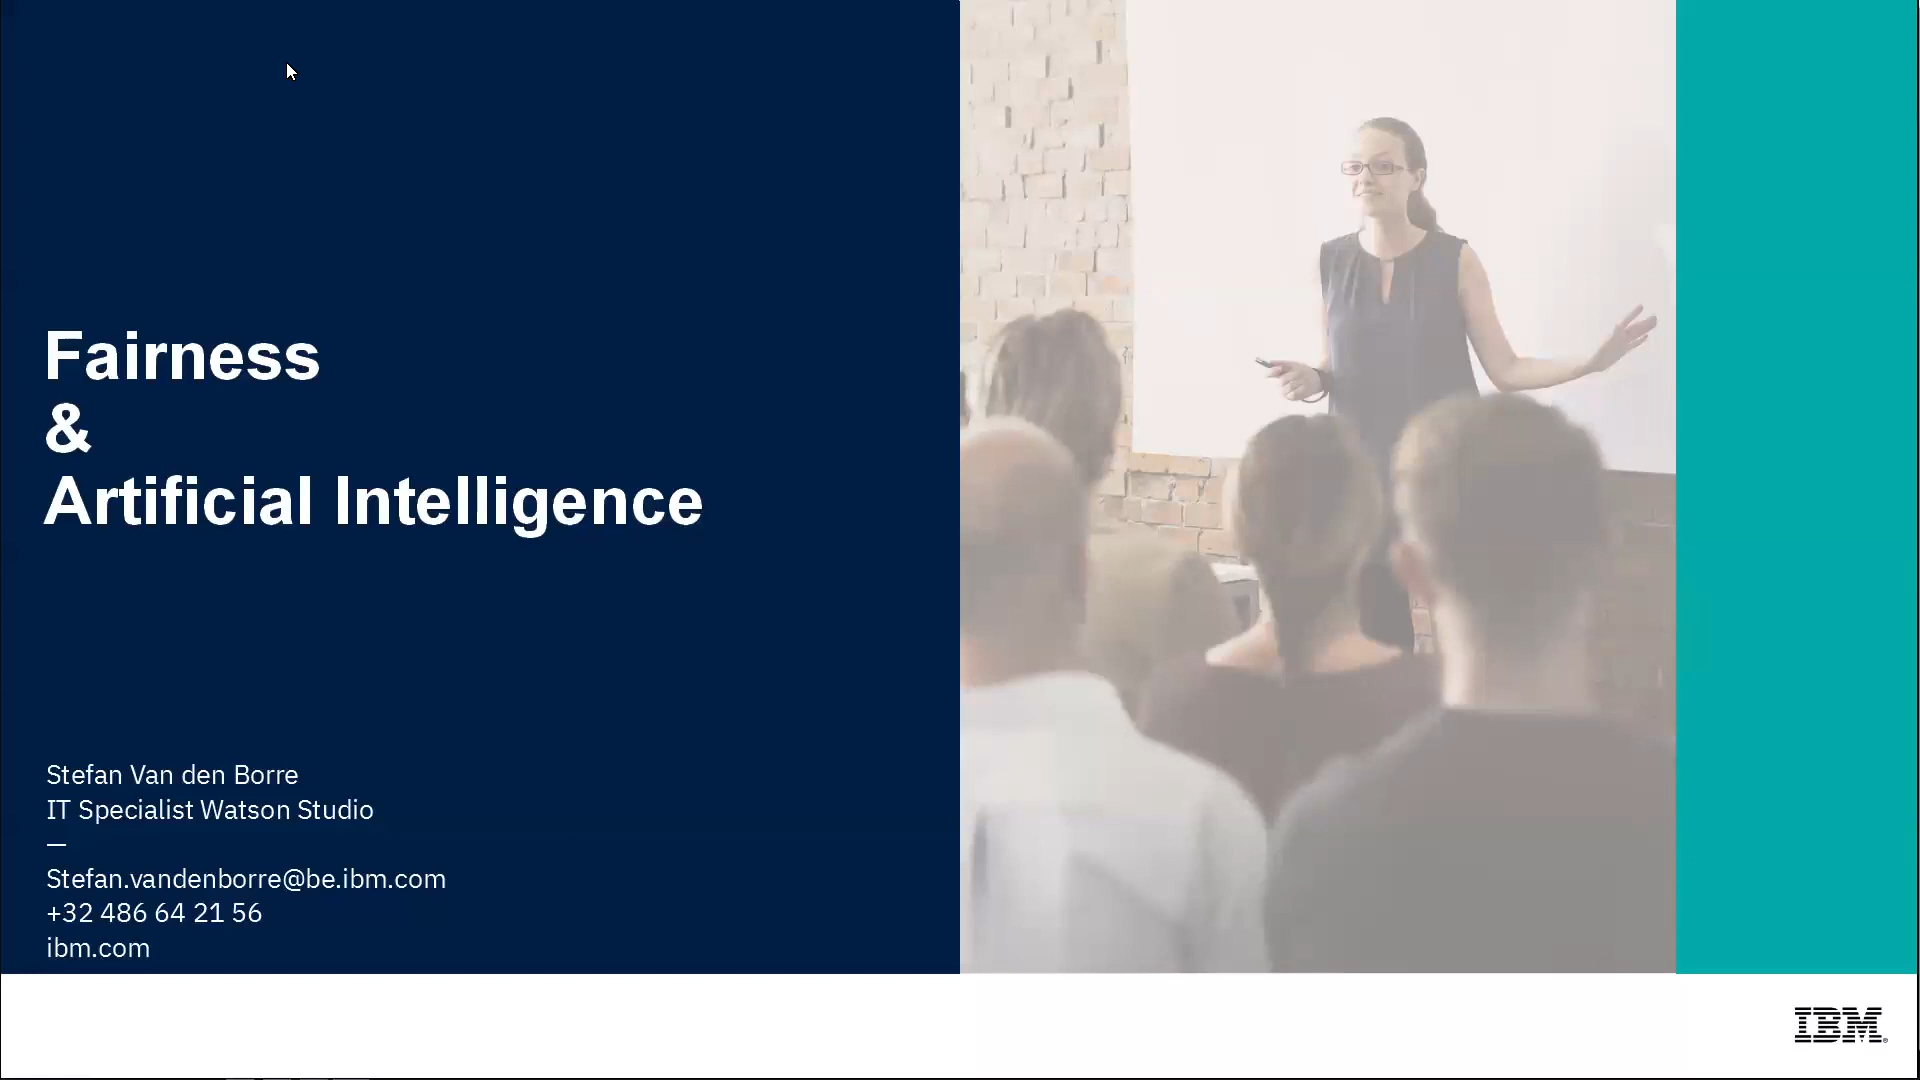 Fairness
&
Artificial Intelligence
Stefan Van den Borre
IT Specialist Watson Studio
—
Stefan.vandenborre@be.ibm.com
+32 486 64 21 56
ibm.com
IBM